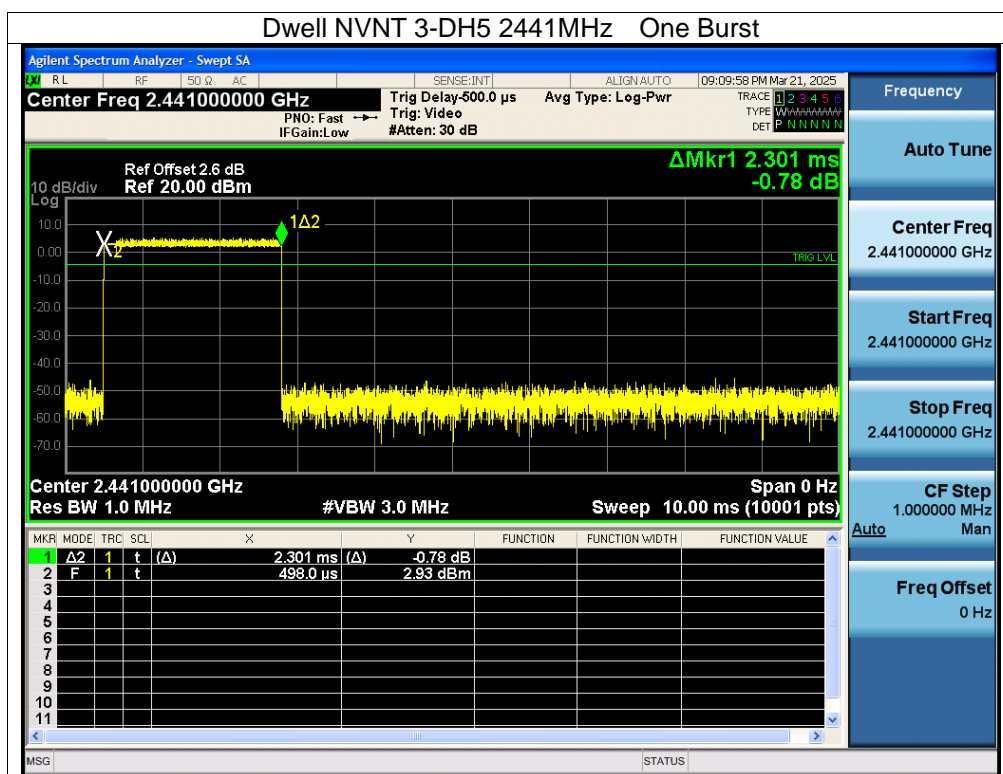 Dwell NVNT 3-DH5 2441MHz One Burst
Agilent Spectrum Analyzer - Swept SA
LXI RL RF 50 Ω AC SENSE:INT ALIGN AUTO 09:09:58 PM Mar 21, 2025
Center Freq 2.441000000 GHz
PNO: Fast
IFGain:Low
Trig Delay-500.0 µs
Trig: Video
#Atten: 30 dB
Avg Type: Log-Pwr
TRACE 1 2 3 4 5 6
TYPE WWWWWW
DET P N N N N N
ΔMkr1 2.301 ms
-0.78 dB
Ref Offset 2.6 dB
10 dB/div Ref 20.00 dBm
Log
10.0
0.00
-10.0
-20.0
-30.0
-40.0
-50.0
-60.0
-70.0
1Δ2
X2
TRIG LVL
Center 2.441000000 GHz Span 0 Hz
Res BW 1.0 MHz #VBW 3.0 MHz Sweep 10.00 ms (10001 pts)
MKR MODE TRC SCL X Y FUNCTION FUNCTION WIDTH FUNCTION VALUE
1 Δ2 1 t (Δ) 2.301 ms (Δ) -0.78 dB
2 F 1 t 498.0 µs 2.93 dBm
3
4
5
6
7
8
9
10
11
MSG STATUS
Frequency
Auto Tune
Center Freq
2.441000000 GHz
Start Freq
2.441000000 GHz
Stop Freq
2.441000000 GHz
CF Step
1.000000 MHz
Auto Man
Freq Offset
0 Hz